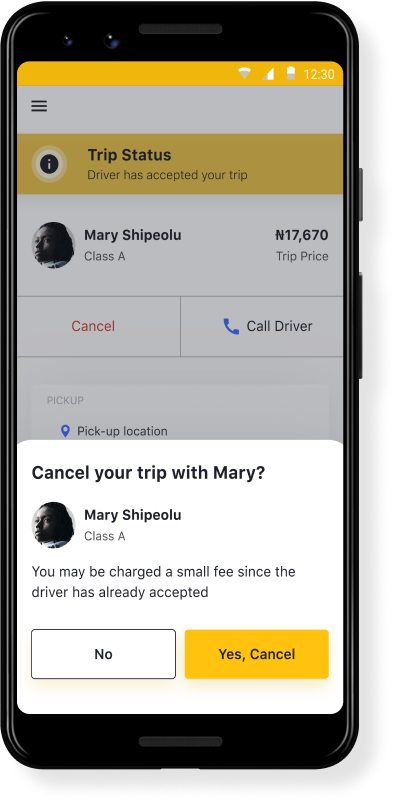 12:30
Trip Status
Driver has accepted your trip
Mary Shipeolu
₦17,670
Class A
Trip Price
Cancel
Call Driver
PICKUP
Pick-up location
Cancel your trip with Mary?
Mary Shipeolu
Class A
You may be charged a small fee since the
driver has already accepted
No
Yes, Cancel